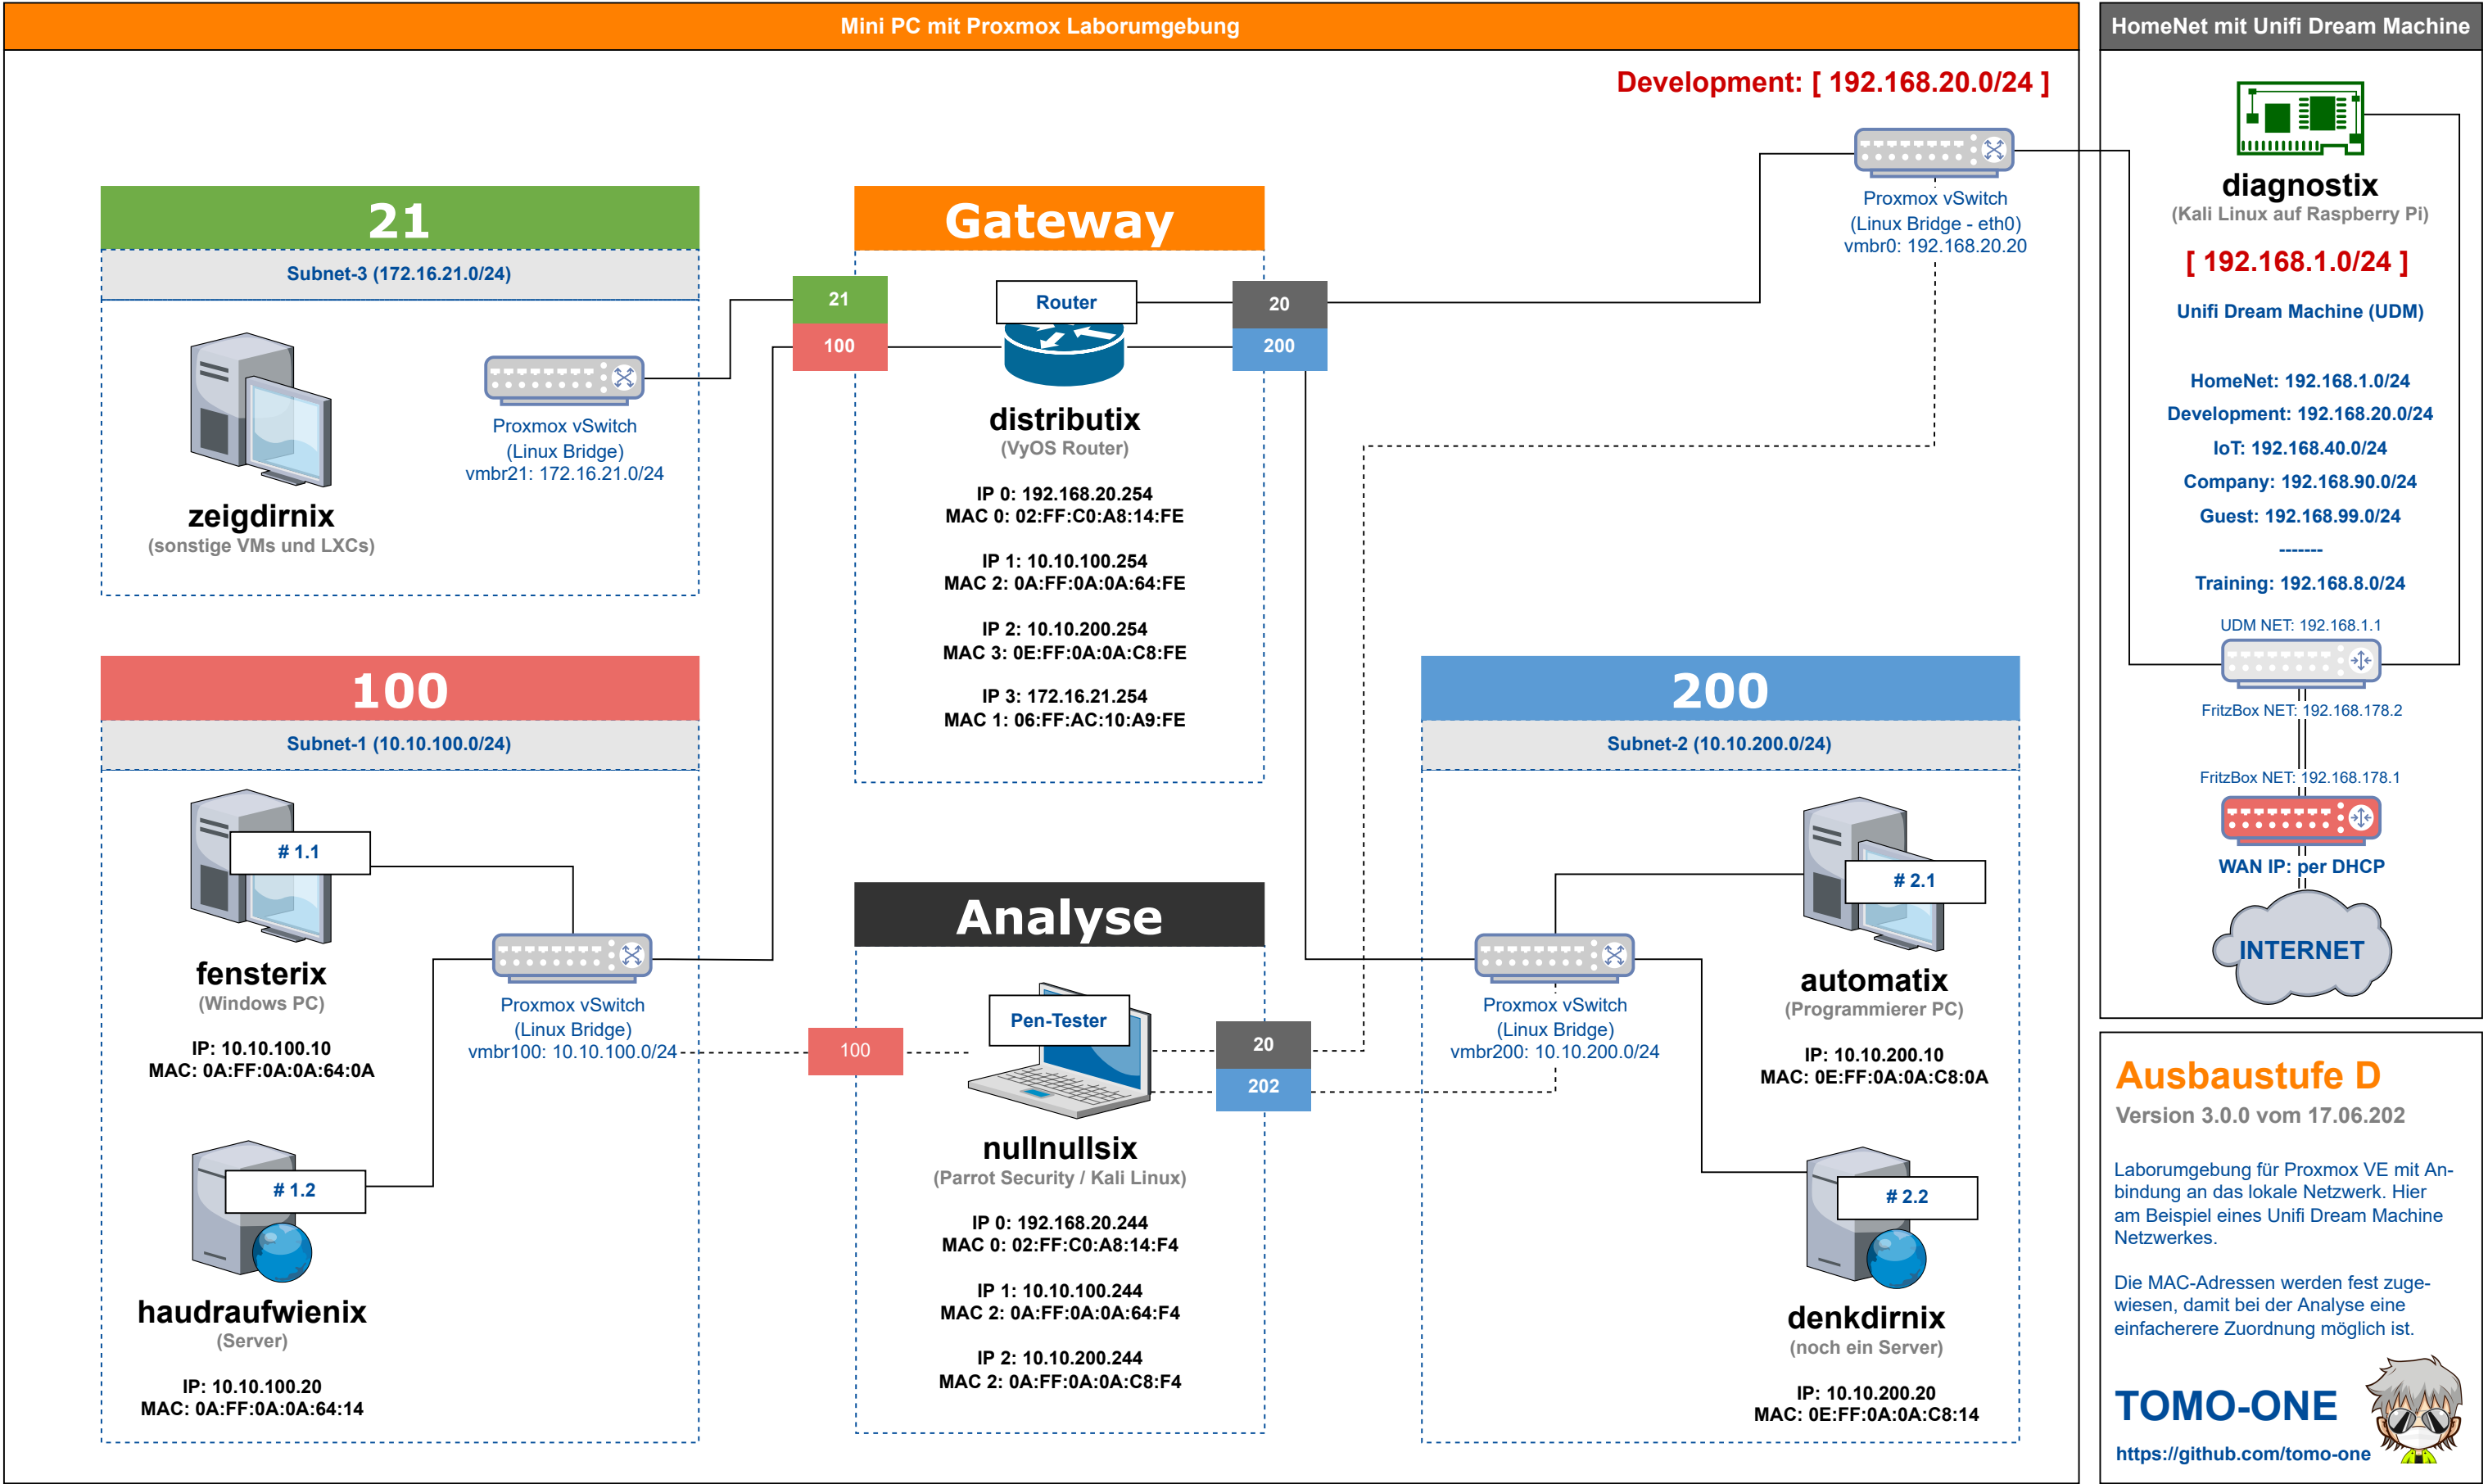 Mini PC mit Proxmox Laborumgebung
Development: [ 192.168.20.0/24 ]
21
Subnet-3 (172.16.21.0/24)
Proxmox vSwitch
(Linux Bridge)
vmbr21: 172.16.21.0/24
zeigdirnix
(sonstige VMs und LXCs)
100
Subnet-1 (10.10.100.0/24)
# 1.1
fensterix
(Windows PC)
IP: 10.10.100.10
MAC: 0A:FF:0A:0A:64:0A
Proxmox vSwitch
(Linux Bridge)
vmbr100: 10.10.100.0/24
# 1.2
haudraufwienix
(Server)
IP: 10.10.100.20
MAC: 0A:FF:0A:0A:64:14
Gateway
21
100
Router
20
200
distributix
(VyOS Router)
IP 0: 192.168.20.254
MAC 0: 02:FF:C0:A8:14:FE
IP 1: 10.10.100.254
MAC 2: 0A:FF:0A:0A:64:FE
IP 2: 10.10.200.254
MAC 3: 0E:FF:0A:0A:C8:FE
IP 3: 172.16.21.254
MAC 1: 06:FF:AC:10:A9:FE
Analyse
100
Pen-Tester
20
202
nullnullsix
(Parrot Security / Kali Linux)
IP 0: 192.168.20.244
MAC 0: 02:FF:C0:A8:14:F4
IP 1: 10.10.100.244
MAC 2: 0A:FF:0A:0A:64:F4
IP 2: 10.10.200.244
MAC 2: 0A:FF:0A:0A:C8:F4
Proxmox vSwitch
(Linux Bridge - eth0)
vmbr0: 192.168.20.20
200
Subnet-2 (10.10.200.0/24)
Proxmox vSwitch
(Linux Bridge)
vmbr200: 10.10.200.0/24
# 2.1
automatix
(Programmierer PC)
IP: 10.10.200.10
MAC: 0E:FF:0A:0A:C8:0A
# 2.2
denkdirnix
(noch ein Server)
IP: 10.10.200.20
MAC: 0E:FF:0A:0A:C8:14
HomeNet mit Unifi Dream Machine
diagnostix
(Kali Linux auf Raspberry Pi)
[ 192.168.1.0/24 ]
Unifi Dream Machine (UDM)
HomeNet: 192.168.1.0/24
Development: 192.168.20.0/24
IoT: 192.168.40.0/24
Company: 192.168.90.0/24
Guest: 192.168.99.0/24
-------
Training: 192.168.8.0/24
UDM NET: 192.168.1.1
FritzBox NET: 192.168.178.2
FritzBox NET: 192.168.178.1
WAN IP: per DHCP
INTERNET
Ausbaustufe D
Version 3.0.0 vom 17.06.202
Laborumgebung für Proxmox VE mit An-
bindung an das lokale Netzwerk. Hier
am Beispiel eines Unifi Dream Machine
Netzwerkes.
Die MAC-Adressen werden fest zuge-
wiesen, damit bei der Analyse eine
einfacherere Zuordnung möglich ist.
TOMO-ONE
https://github.com/tomo-one